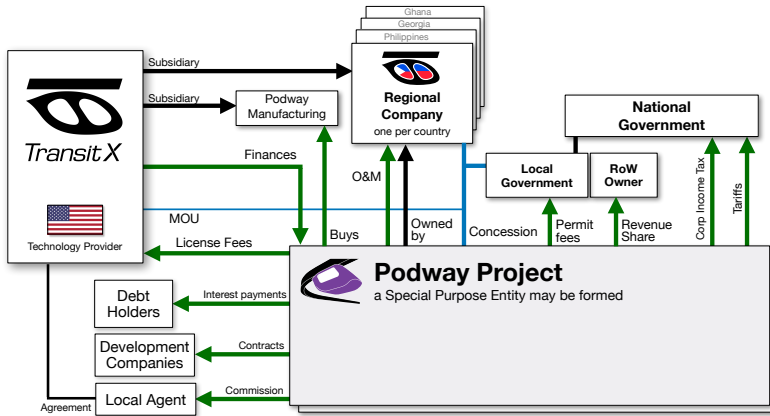 Ghana
Georgia
Philippines
Subsidiary
Subsidiary
Podway
Manufacturing
Regional
Company
one per country
National
Government
Transit X
Technology Provider
Finances
O&M
Local
Government
RoW
Owner
Corp Income Tax
Tariffs
MOU
License Fees
Buys
Owned
by
Concession
Permit
fees
Revenue
Share
Podway Project
a Special Purpose Entity may be formed
Debt
Holders
Interest payments
Development
Companies
Contracts
Local Agent
Commission
Agreement